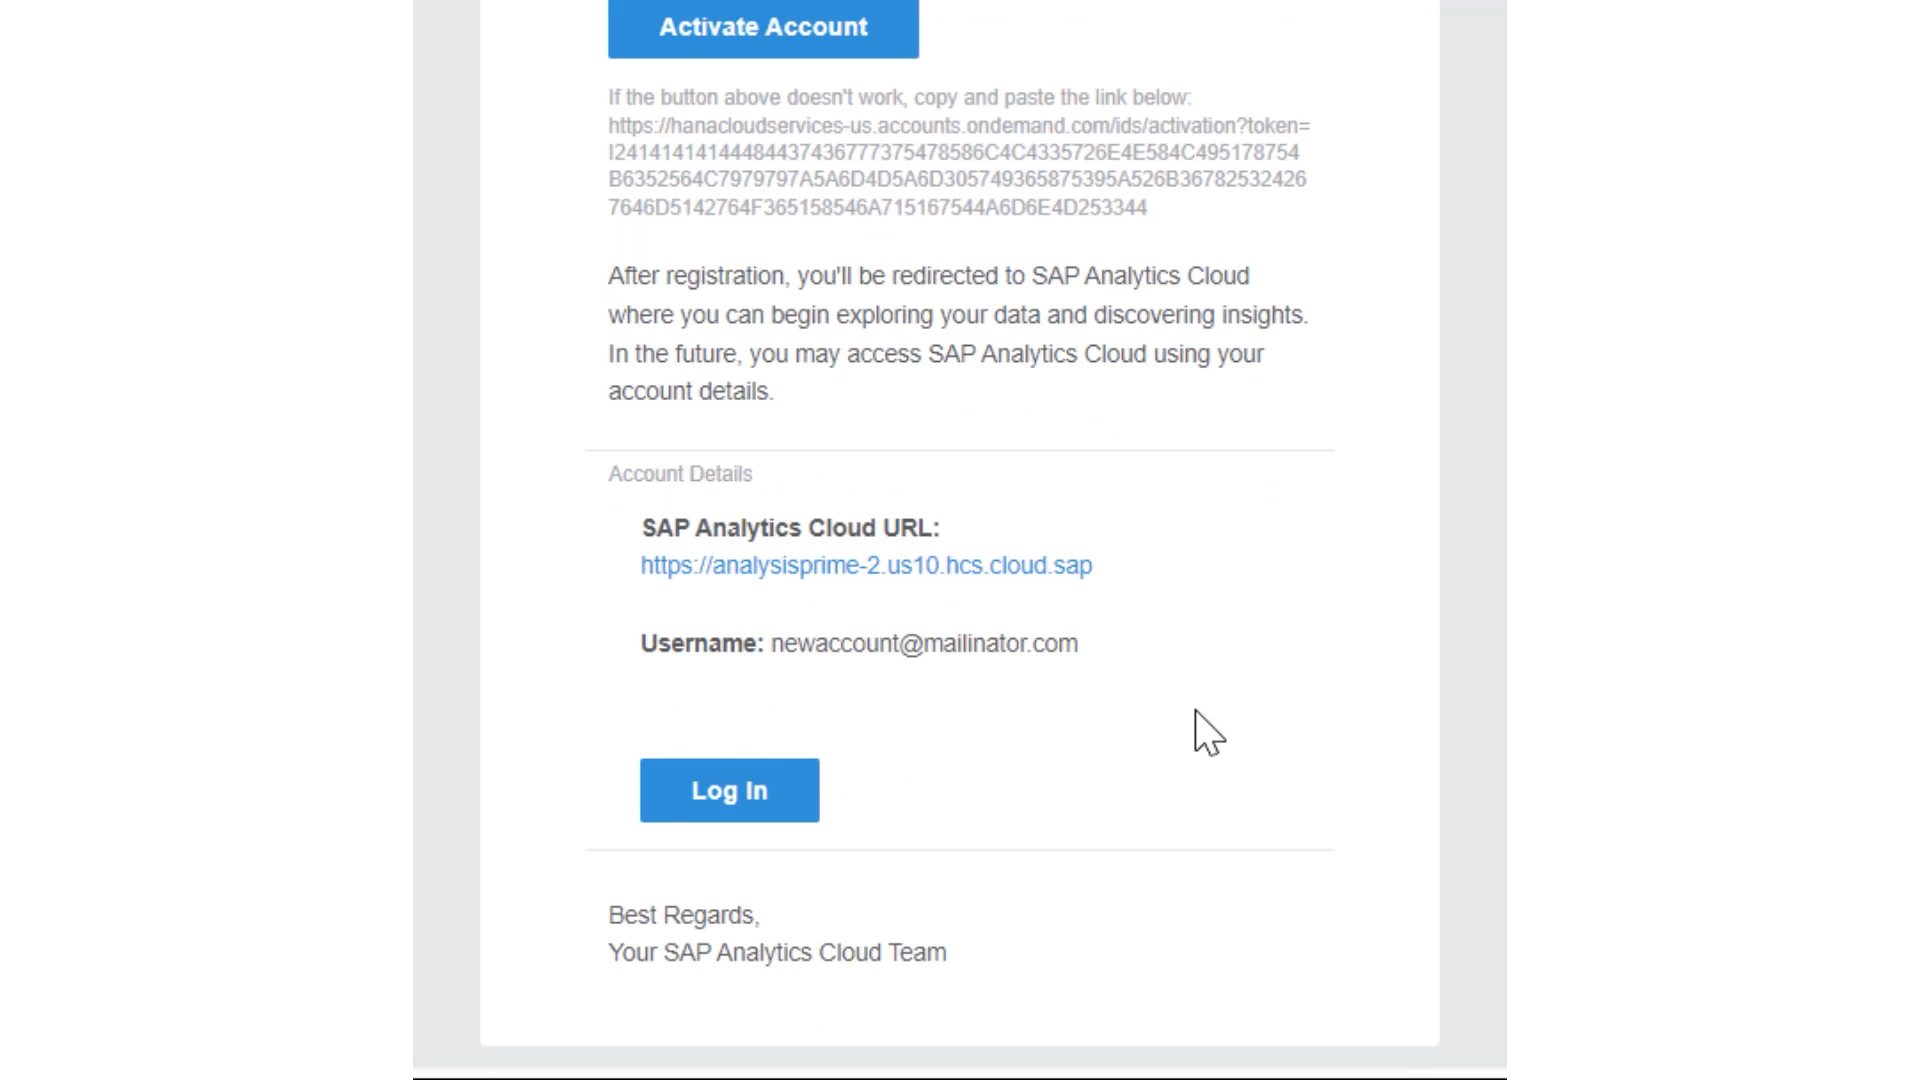 Activate Account
If the button above doesn't work, copy and paste the link below:
https://hanacloudservices-us.accounts.ondemand.com/ids/activation?token=
I2414141414448443743677737547858​6C4C4335726E4E584C495178754
B6352564C7979797A5A6D4D5A6D305749365875395A526B36782532426
7646D5142764F365158546A715167544A6D6E4D253344
After registration, you'll be redirected to SAP Analytics Cloud
where you can begin exploring your data and discovering insights.
In the future, you may access SAP Analytics Cloud using your
account details.
Account Details
SAP Analytics Cloud URL:
https://analysisprime-2.us10.hcs.cloud.sap
Username: newaccount@mailinator.com
Log In
Best Regards,
Your SAP Analytics Cloud Team